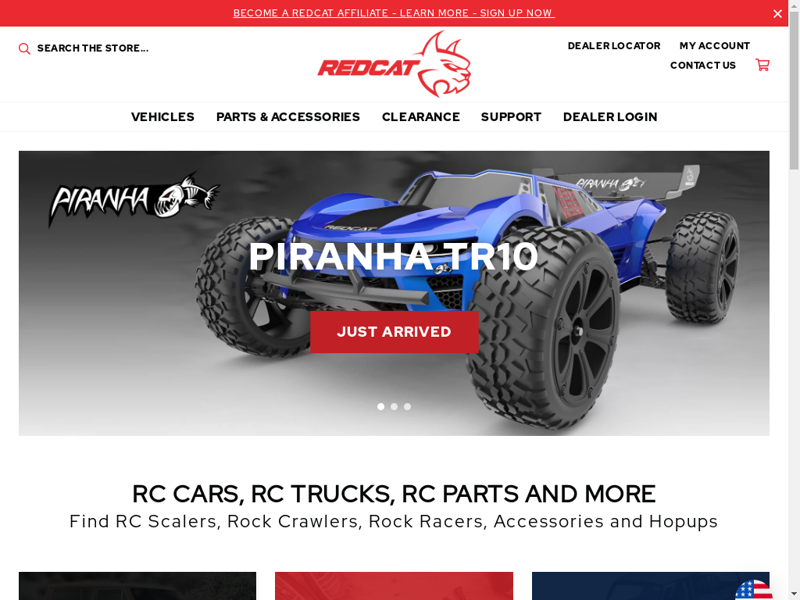 BECOME A REDCAT AFFILIATE - LEARN MORE - SIGN UP NOW
SEARCH THE STORE...
REDCAT
DEALER LOCATOR
MY ACCOUNT
CONTACT US
VEHICLES
PARTS & ACCESSORIES
CLEARANCE
SUPPORT
DEALER LOGIN
PIRANHA
PIRANHA
REDCAT
PIRANHA TR10
JUST ARRIVED
RC CARS, RC TRUCKS, RC PARTS AND MORE
Find RC Scalers, Rock Crawlers, Rock Racers, Accessories and Hopups